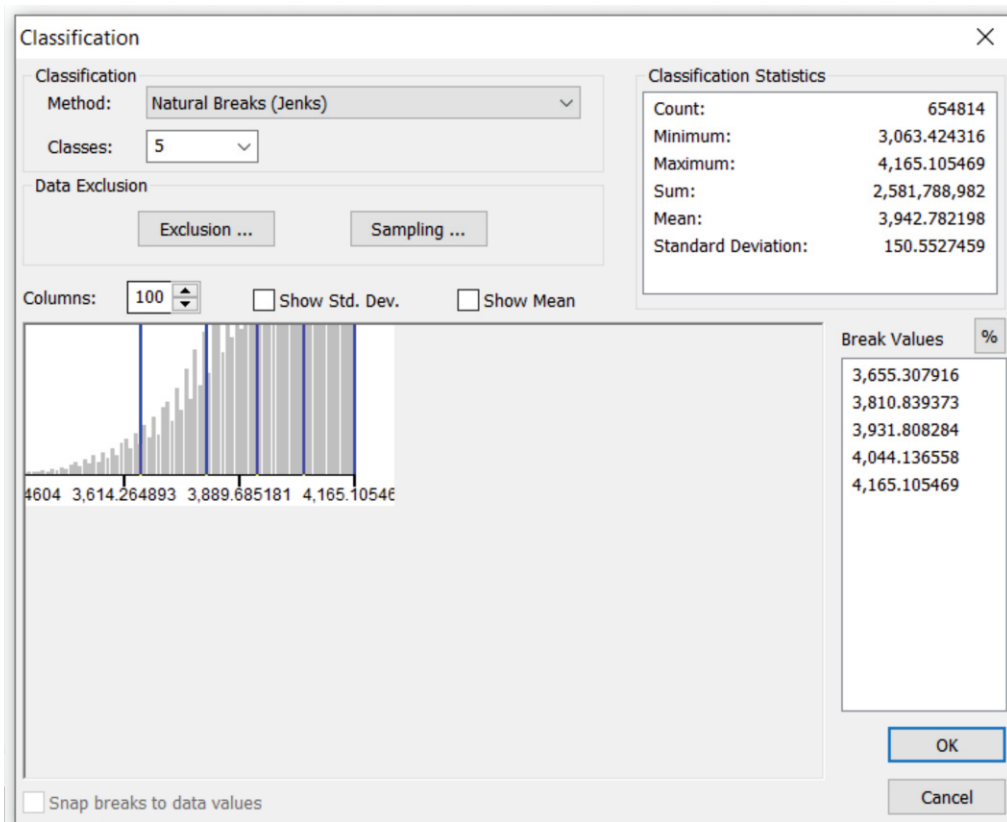 Classification
Classification
Method: Natural Breaks (Jenks)
Classes: 5
Data Exclusion
Exclusion ...
Sampling ...
Classification Statistics
Count: 654814
Minimum: 3,063.424316
Maximum: 4,165.105469
Sum: 2,581,788,982
Mean: 3,942.782198
Standard Deviation: 150.5527459
Columns: 100
Show Std. Dev.
Show Mean
4604 3,614.264893 3,889.685181 4,165.10546
Break Values %
3,655.307916
3,810.839373
3,931.808284
4,044.136558
4,165.105469
OK
Cancel
Snap breaks to data values